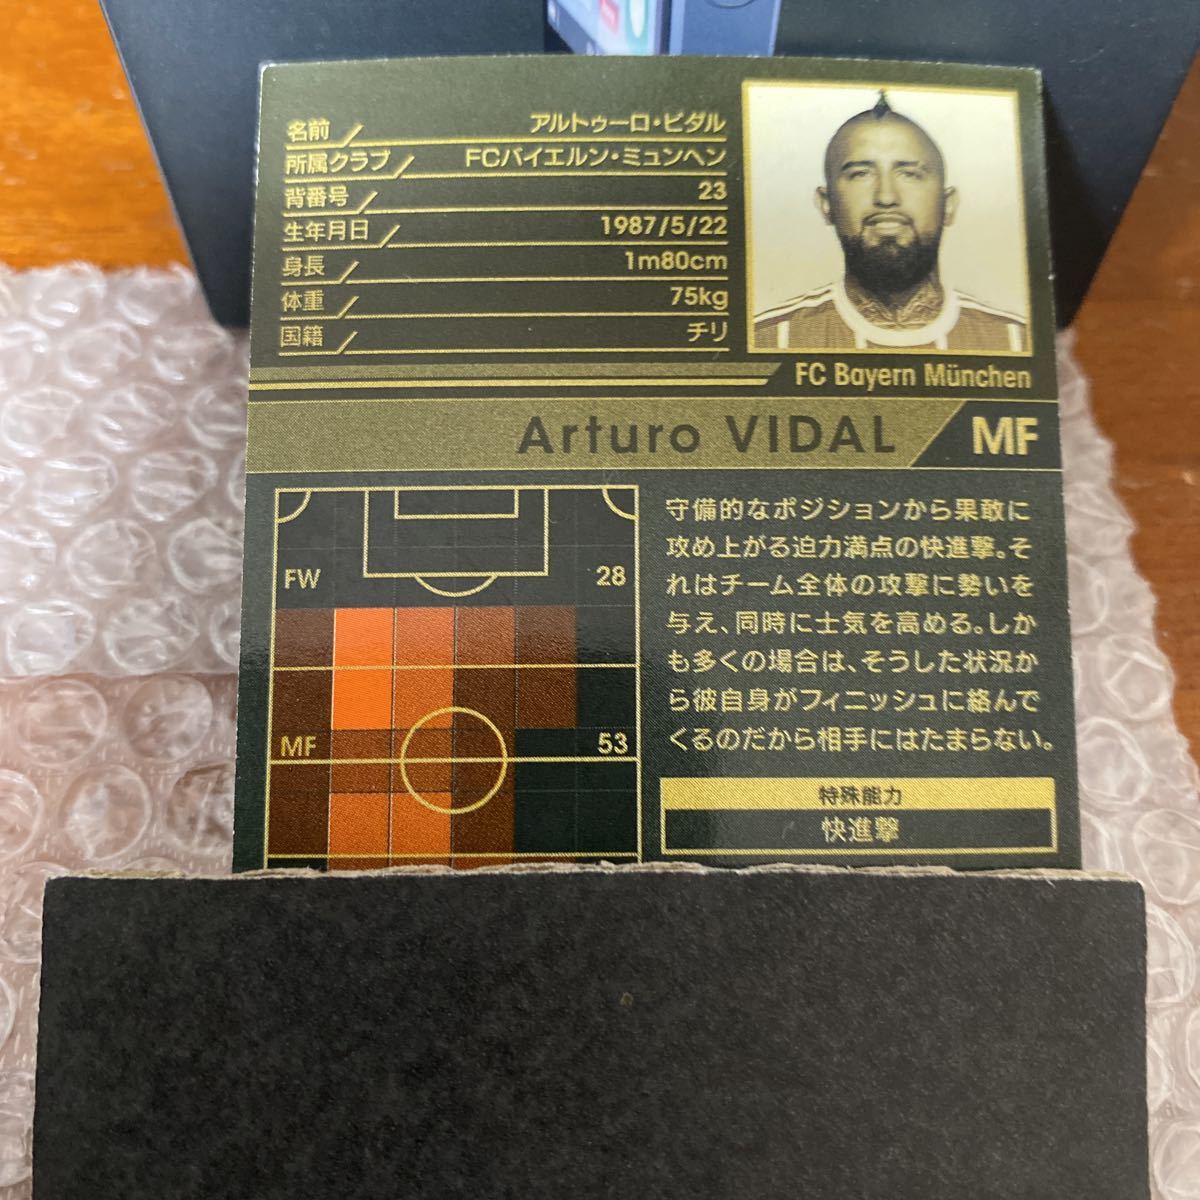 名前 アルトゥーロ・ビダル
所属クラブ FCバイエルン・ミュンヘン
背番号 23
生年月日 1987/5/22
身長 1m80cm
体重 75kg
国籍 チリ
FC Bayern München
Arturo VIDAL MF
FW 28
MF 53
守備的なポジションから果敢に
攻め上がる迫力満点の快進撃。そ
れはチーム全体の攻撃に勢いを
与え、同時に士気を高める。しか
も多くの場合は、そうした状況か
ら彼自身がフィニッシュに絡んで
くるのだから相手にはたまらない。
特殊能力
快進撃